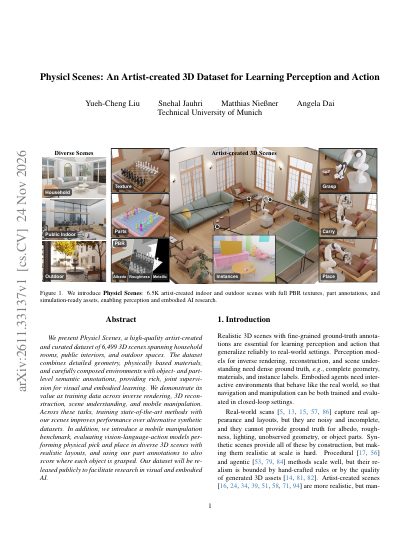 Physicl Scenes: An Artist-created 3D Dataset for Learning Perception and Action
Yueh-Cheng Liu Snehal Jauhri Matthias Nießner Angela Dai
Technical University of Munich
arXiv:2611.33137v1 [cs.CV] 24 Nov 2026
Diverse Scenes
Household
Public Indoor
Outdoor
Texture
Parts
PBR
Albedo Roughness Metallic
Artist-created 3D Scenes
Instances
Grasp
Carry
Place
Figure 1. We introduce Physicl Scenes: 6.5K artist-created indoor and outdoor scenes with full PBR textures, part annotations, and
simulation-ready assets, enabling perception and embodied AI research.
Abstract
We present Physicl Scenes, a high-quality artist-created
and curated dataset of 6,499 3D scenes spanning household
rooms, public interiors, and outdoor spaces. The dataset
combines detailed geometry, physically based materials,
and carefully composed environments with object- and part-
level semantic annotations, providing rich, joint supervi-
sion for visual and embodied learning. We demonstrate its
value as training data across inverse rendering, 3D recon-
struction, scene understanding, and mobile manipulation.
Across these tasks, training state-of-the-art methods with
our scenes improves performance over alternative synthetic
datasets. In addition, we introduce a mobile manipulation
benchmark, evaluating vision-language-action models per-
forming physical pick and place in diverse 3D scenes with
realistic layouts, and using our part annotations to also
score where each object is grasped. Our dataset will be re-
leased publicly to facilitate research in visual and embodied
AI.
1. Introduction
Realistic 3D scenes with fine-grained ground-truth annota-
tions are essential for learning perception and action that
generalize reliably to real-world settings. Perception mod-
els for inverse rendering, reconstruction, and scene under-
standing need dense ground truth, e.g., complete geometry,
materials, and instance labels. Embodied agents need inter-
active environments that behave like the real world, so that
navigation and manipulation can be both trained and evalu-
ated in closed-loop settings.
Real-world scans [5, 13, 15, 57, 86] capture real ap-
pearance and layouts, but they are noisy and incomplete,
and they cannot provide ground truth for albedo, rough-
ness, lighting, unobserved geometry, or object parts. Syn-
thetic scenes provide all of these by construction, but mak-
ing them realistic at scale is hard. Procedural [17, 56]
and agentic [53, 79, 84] methods scale well, but their re-
alism is bounded by hand-crafted rules or by the quality
of generated 3D assets [14, 81, 82]. Artist-created scenes
[16, 24, 34, 39, 51, 58, 71, 94] are more realistic, but man-
1